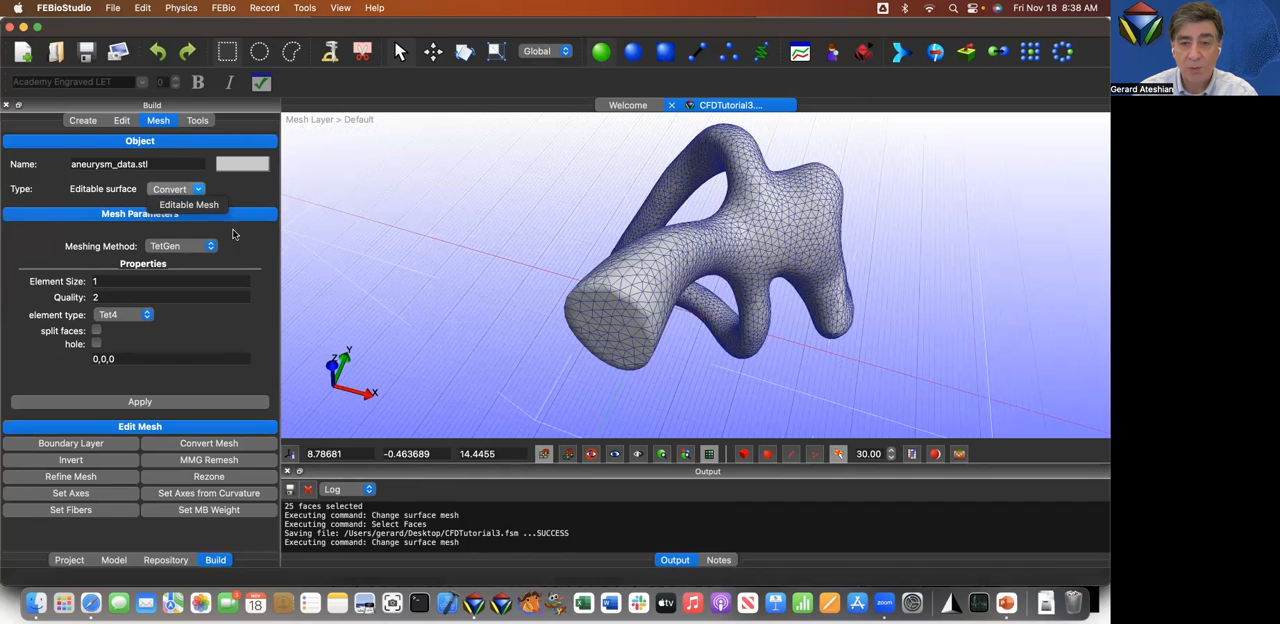 FEBioStudio File Edit Physics FEBio Record Tools View Help Fri Nov 18 8:38 AM
Global
Academy Engraved LET 0 B I
Build
Welcome CFDTutorial3....
Create Edit Mesh Tools
Mesh Layer > Default
Object
Name: aneurysm_data.stl
Type: Editable surface Convert
Editable Mesh
Mesh Parameters
Meshing Method: TetGen
Properties
Element Size: 1
Quality: 2
element type: Tet4
split faces:
hole:
0,0,0
Apply
Edit Mesh
Boundary Layer Convert Mesh
Invert MMG Remesh
Refine Mesh Rezone
Set Axes Set Axes from Curvature
Set Fibers Set MB Weight
Project Model Repository Build
Z Y X
8.78681 -0.463689 14.4455 30.00
Output
Log
25 faces selected
Executing command: Change surface mesh
Executing command: Select Faces
Saving file: /Users/gerard/Desktop/CFDTutorial3.fsm ...SUCCESS
Executing command: Change surface mesh
Output Notes
Gerard Ateshian